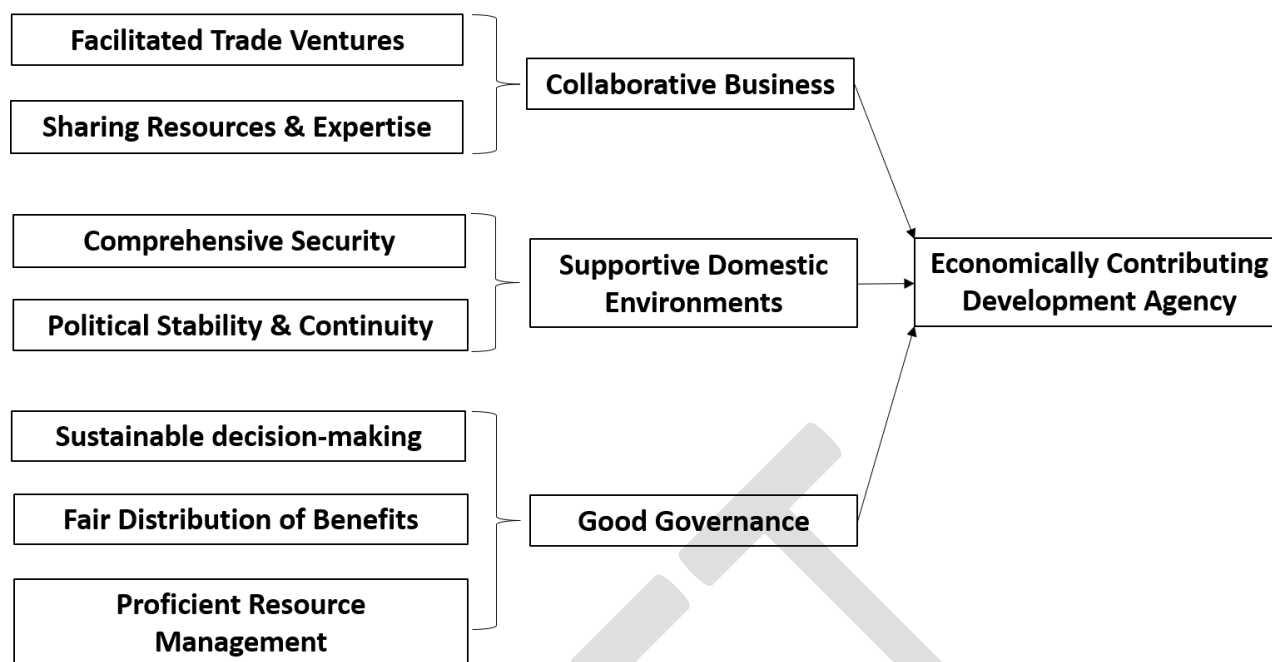 Facilitated Trade Ventures
Sharing Resources & Expertise
Collaborative Business
Comprehensive Security
Political Stability & Continuity
Supportive Domestic
Environments
Economically Contributing
Development Agency
Sustainable decision-making
Fair Distribution of Benefits
Proficient Resource
Management
Good Governance